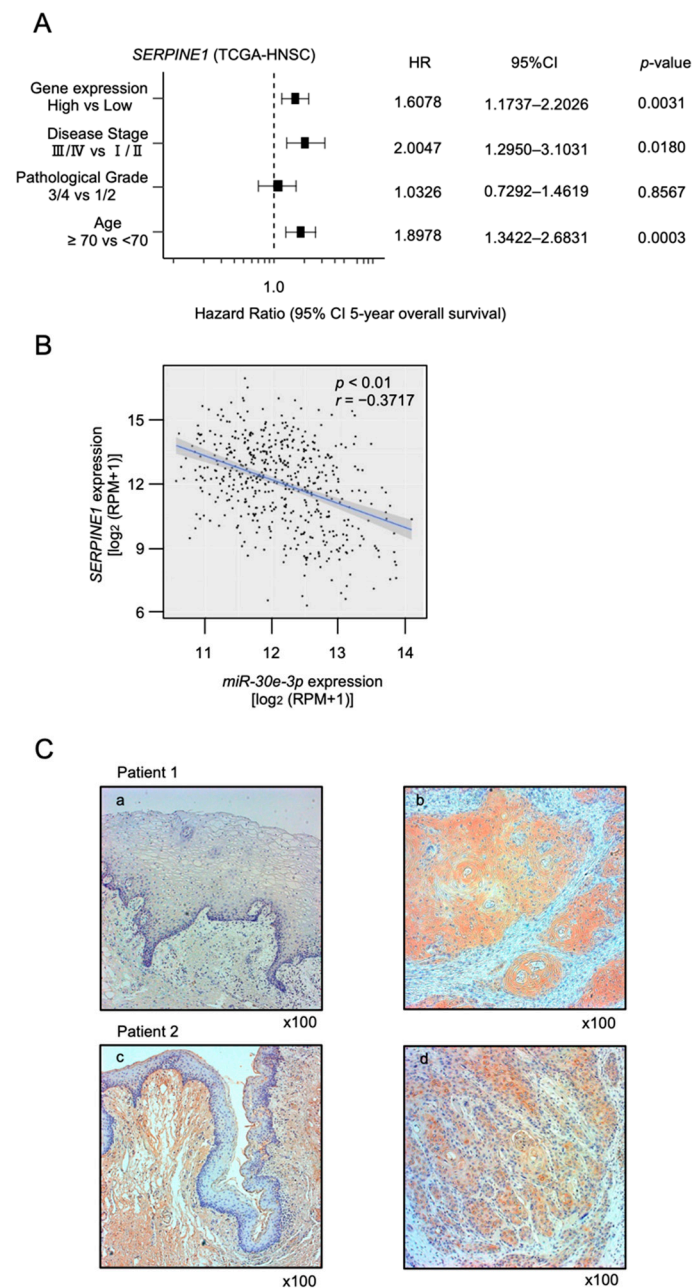 A
SERPINE1 (TCGA-HNSC)
HR 95%CI p-value
Gene expression
High vs Low
1.6078 1.1737–2.2026 0.0031
Disease Stage
Ⅲ/Ⅳ vs Ⅰ/Ⅱ
2.0047 1.2950–3.1031 0.0180
Pathological Grade
3/4 vs 1/2
1.0326 0.7292–1.4619 0.8567
Age
≥ 70 vs <70
1.8978 1.3422–2.6831 0.0003
1.0
Hazard Ratio (95% CI 5-year overall survival)
B
p < 0.01
r = −0.3717
SERPINE1 expression
[log2 (RPM+1)]
15
12
9
6
11 12 13 14
miR-30e-3p expression
[log2 (RPM+1)]
C
Patient 1
a b
x100 x100
Patient 2
c d
x100 x100